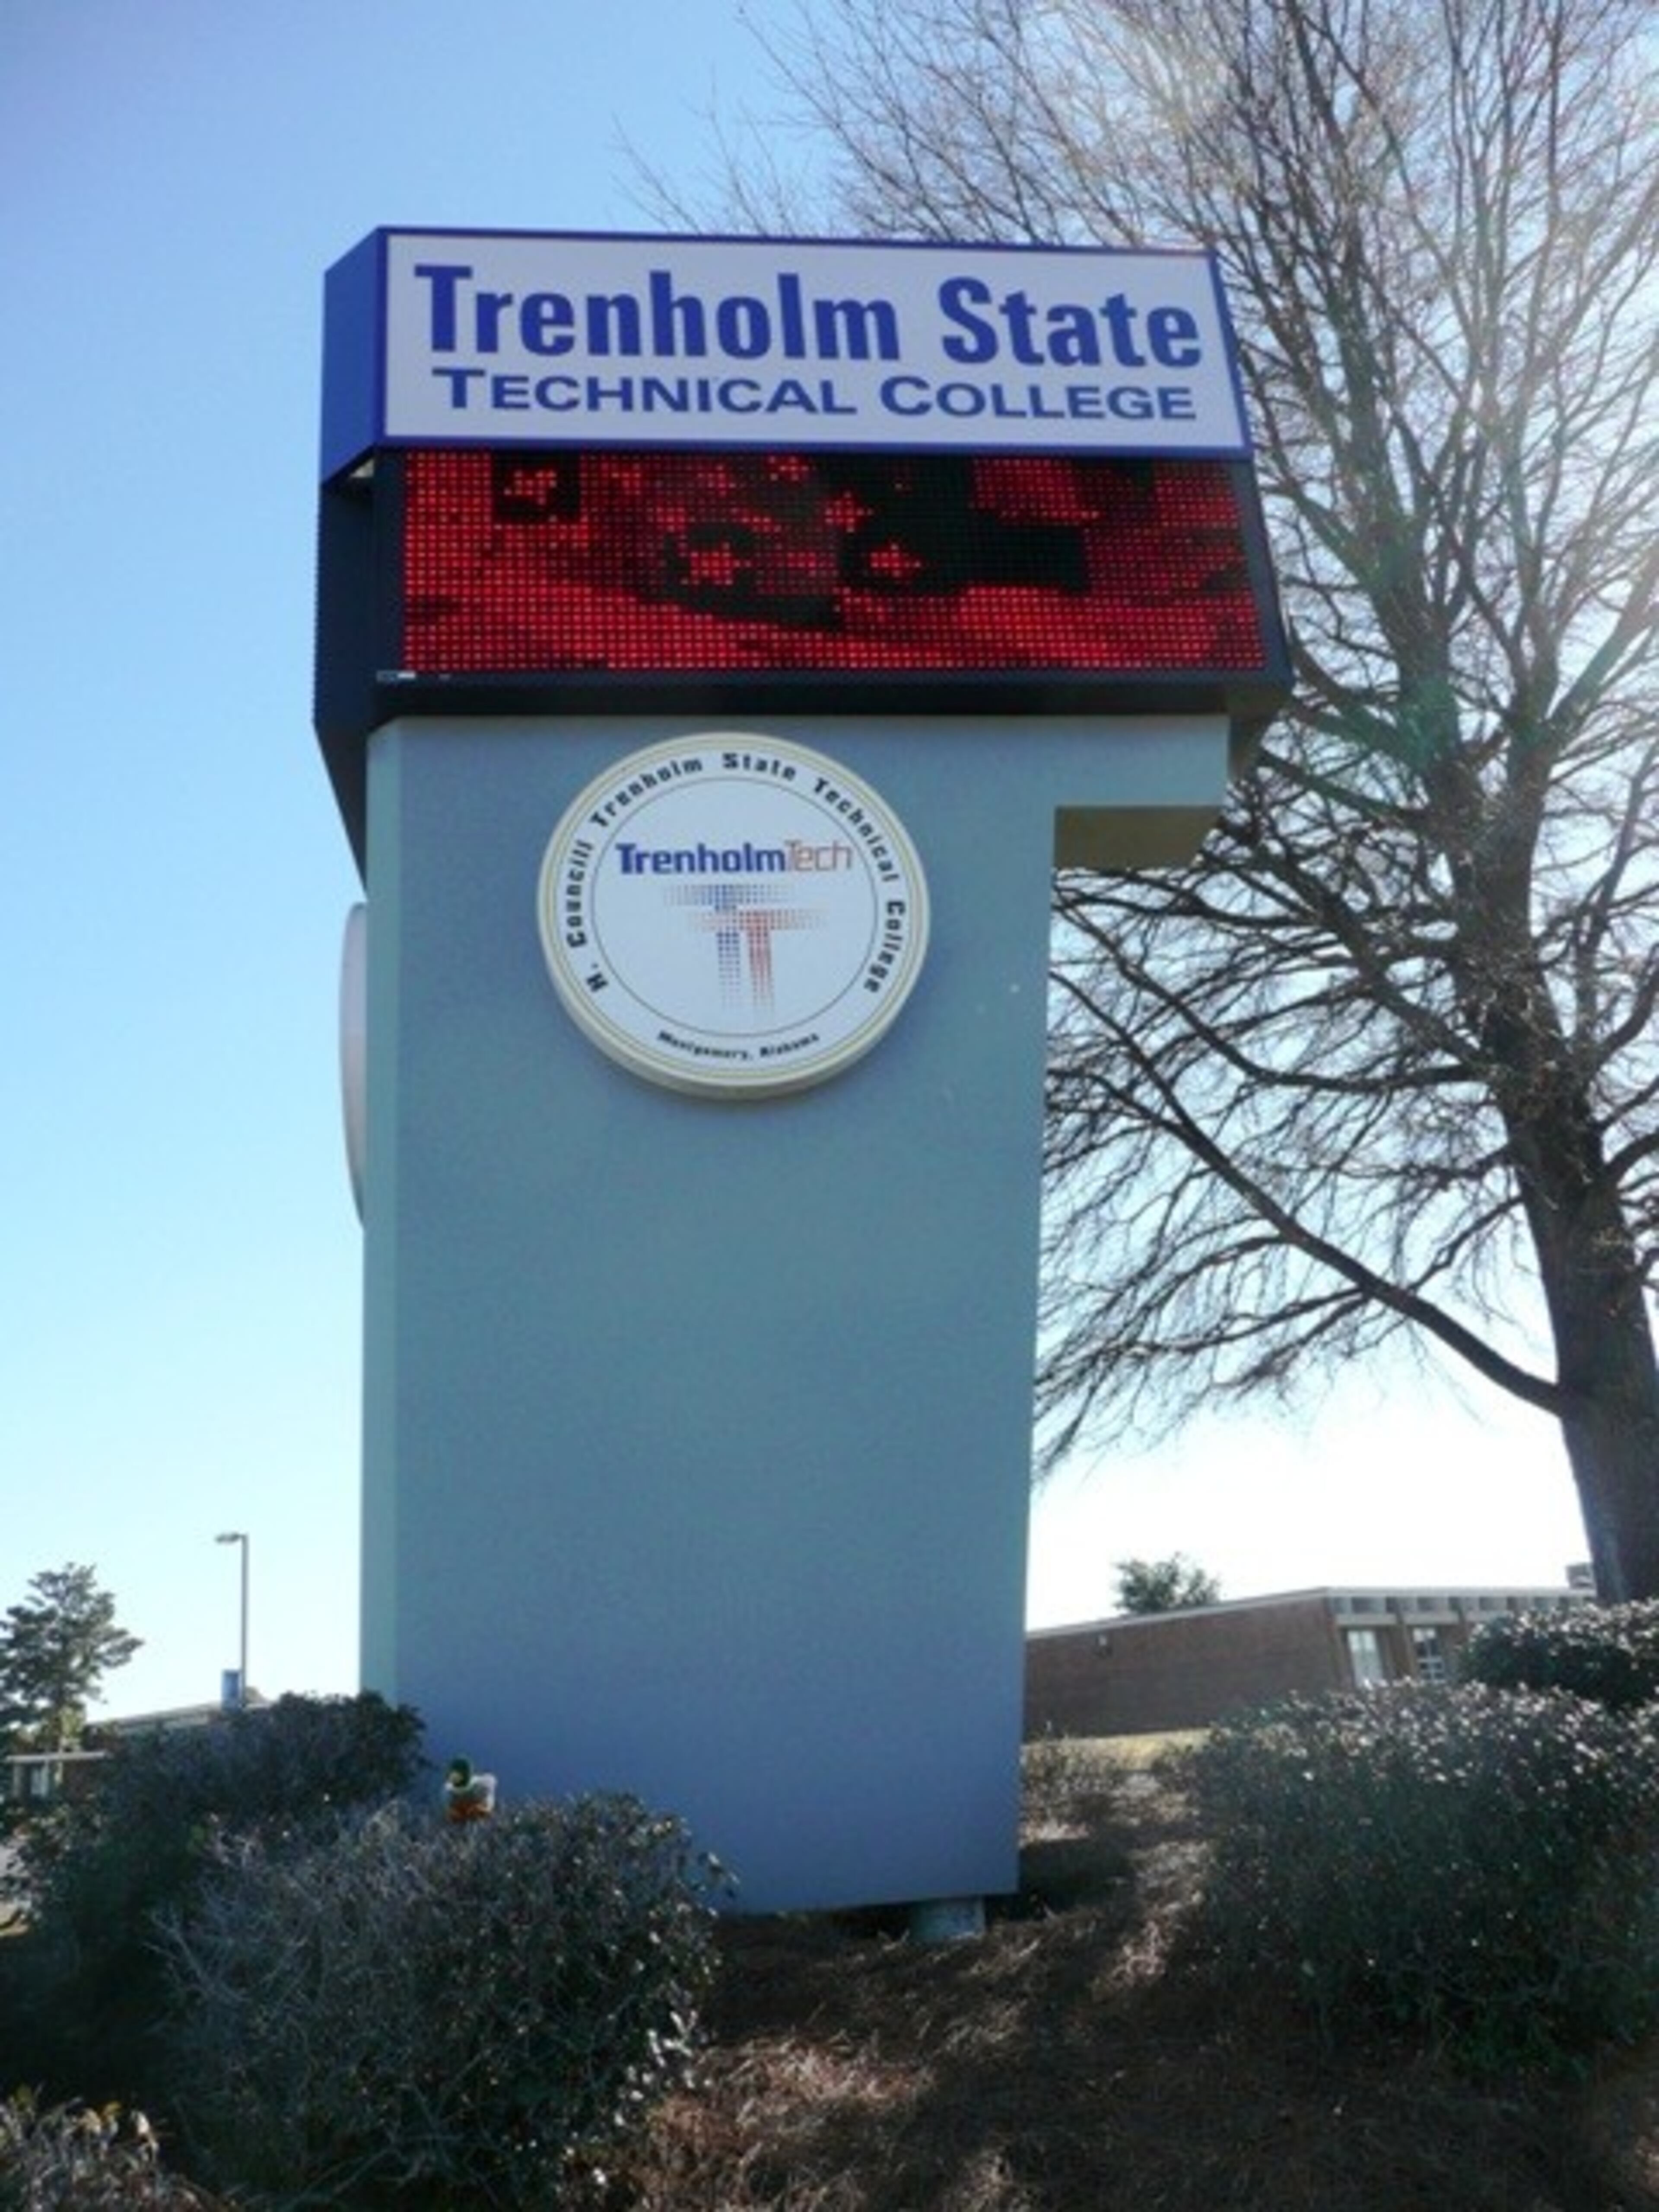 Trenholm State
TECHNICAL COLLEGE
H. Councill Trenholm State Technical College
TrenholmTech
Montgomery, Alabama